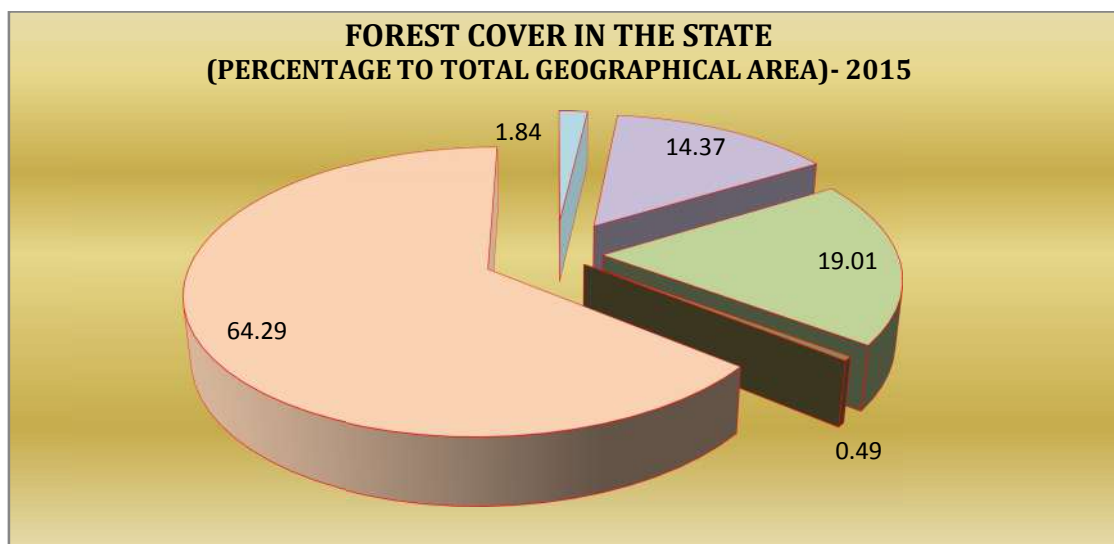 FOREST COVER IN THE STATE
(PERCENTAGE TO TOTAL GEOGRAPHICAL AREA)- 2015
1.84
14.37
19.01
64.29
0.49